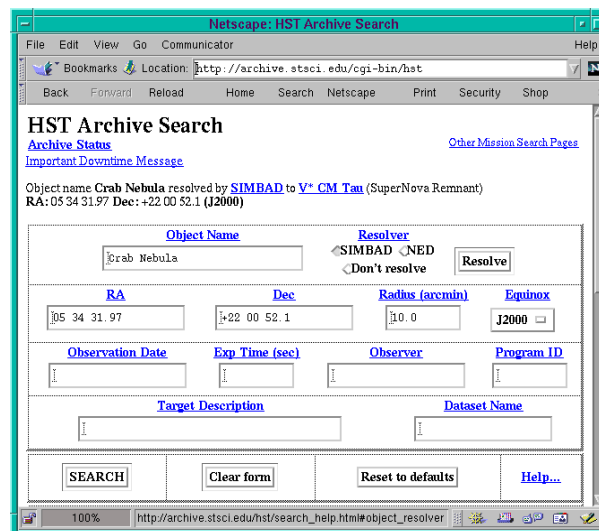 Netscape: HST Archive Search
File Edit View Go Communicator Help
Bookmarks Location: http://archive.stsci.edu/cgi-bin/hst N
Back Forward Reload Home Search Netscape Print Security Shop
HST Archive Search
Archive Status Other Mission Search Pages
Important Downtime Message
Object name Crab Nebula resolved by SIMBAD to V* CM Tau (SuperNova Remnant)
RA: 05 34 31.97 Dec: +22 00 52.1 (J2000)
Object Name Resolver
Crab Nebula SIMBAD NED Resolve
Don't resolve
RA Dec Radius (arcmin) Equinox
05 34 31.97 +22 00 52.1 10.0 J2000
Observation Date Exp Time (sec) Observer Program ID
Target Description Dataset Name
SEARCH Clear form Reset to defaults Help...
100% http://archive.stsci.edu/hst/search_help.html#object_resolver